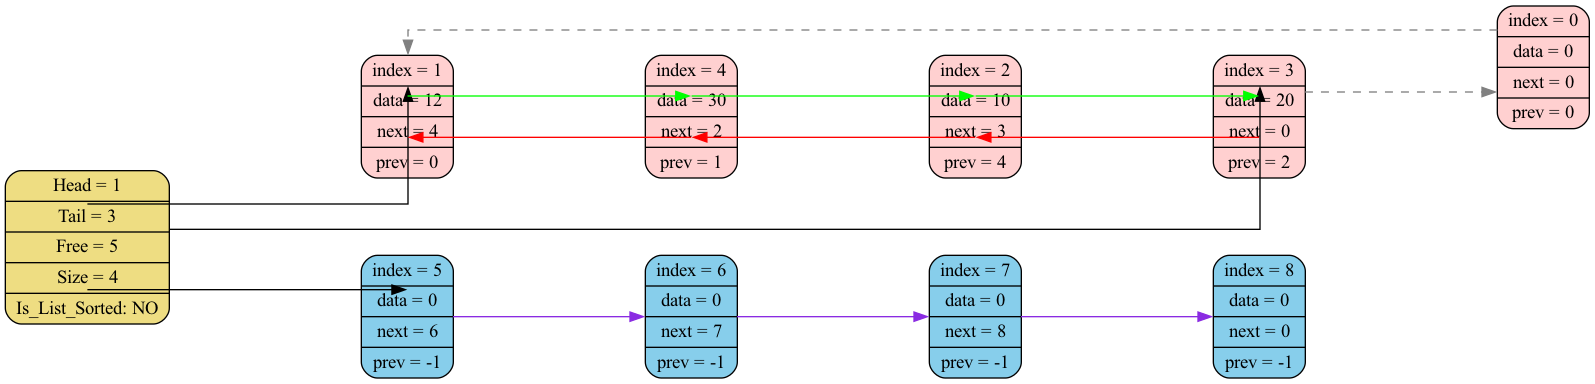 index = 0
data = 0
next = 0
prev = 0
index = 1
data = 12
next = 4
prev = 0
index = 4
data = 30
next = 2
prev = 1
index = 2
data = 10
next = 3
prev = 4
index = 3
data = 20
next = 0
prev = 2
Head = 1
Tail = 3
Free = 5
Size = 4
Is_List_Sorted: NO
index = 5
data = 0
next = 6
prev = -1
index = 6
data = 0
next = 7
prev = -1
index = 7
data = 0
next = 8
prev = -1
index = 8
data = 0
next = 0
prev = -1